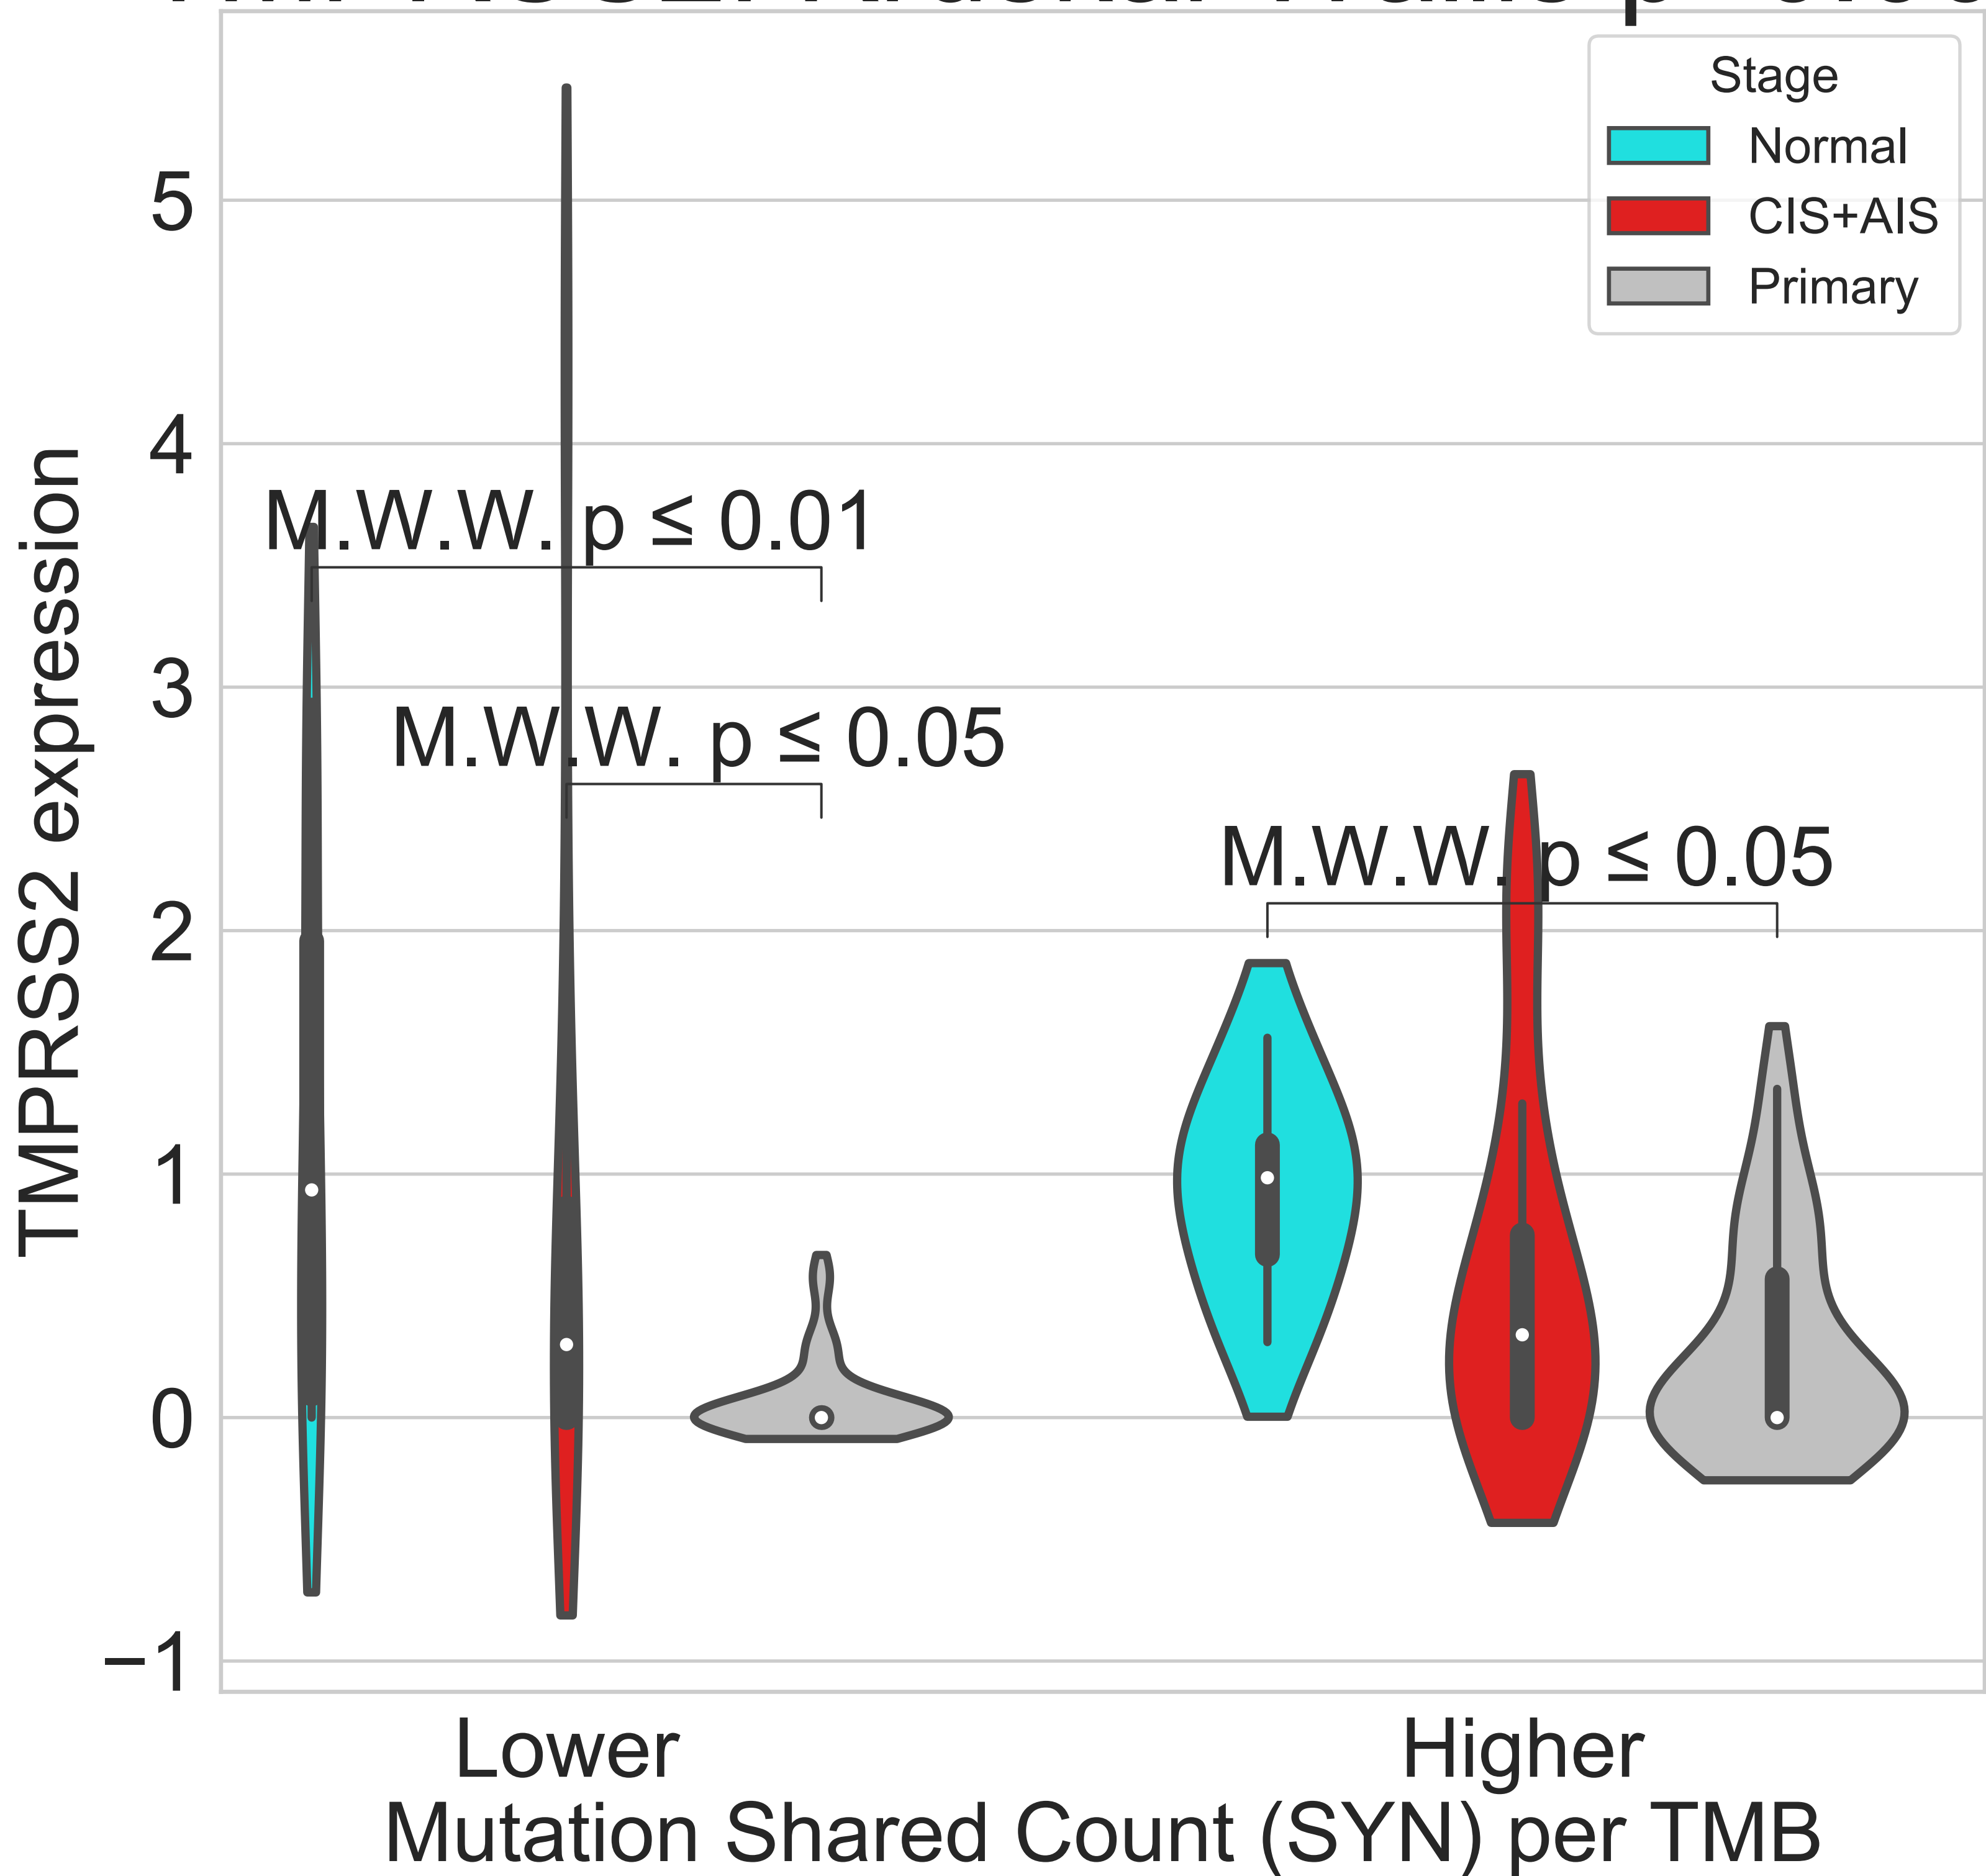 Stage
Normal
CIS+AIS
Primary
5
4
3
2
1
0
−1
TMPRSS2 expression
M.W.W. p ≤ 0.01
M.W.W. p ≤ 0.05
M.W.W. p ≤ 0.05
Lower
Higher
Mutation Shared Count (SYN) per TMB